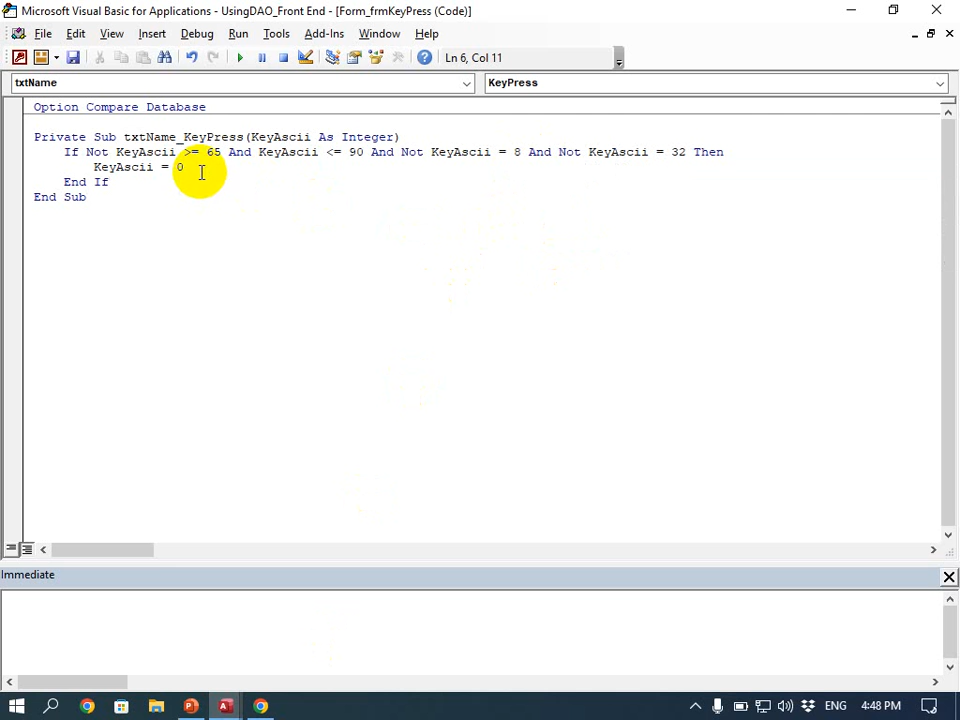 Microsoft Visual Basic for Applications - UsingDAO_Front End - [Form_frmKeyPress (Code)]
File Edit View Insert Format Debug Run Tools Add-Ins Window Help
Ln 6, Col 11
txtName KeyPress
Option Compare Database
Private Sub txtName_KeyPress(KeyAscii As Integer)
If Not KeyAscii >= 65 And KeyAscii <= 90 And Not KeyAscii = 8 And Not KeyAscii = 32 Then
KeyAscii = 0
End If
End Sub
Immediate
ENG 4:48 PM